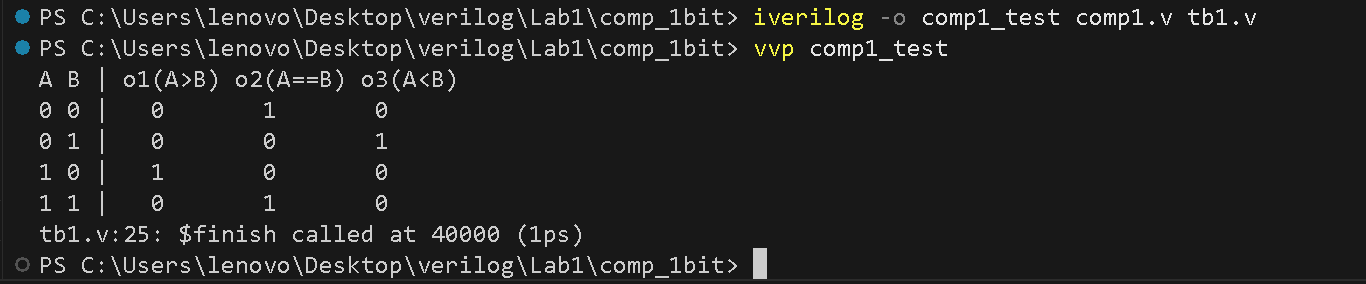 PS C:\Users\lenovo\Desktop\verilog\Lab1\comp_1bit> iverilog -o comp1_test comp1.v tb1.v
PS C:\Users\lenovo\Desktop\verilog\Lab1\comp_1bit> vvp comp1_test
A B | o1(A>B) o2(A==B) o3(A<B)
0 0 |   0       1       0
0 1 |   0       0       1
1 0 |   1       0       0
1 1 |   0       1       0
tb1.v:25: $finish called at 40000 (1ps)
PS C:\Users\lenovo\Desktop\verilog\Lab1\comp_1bit>